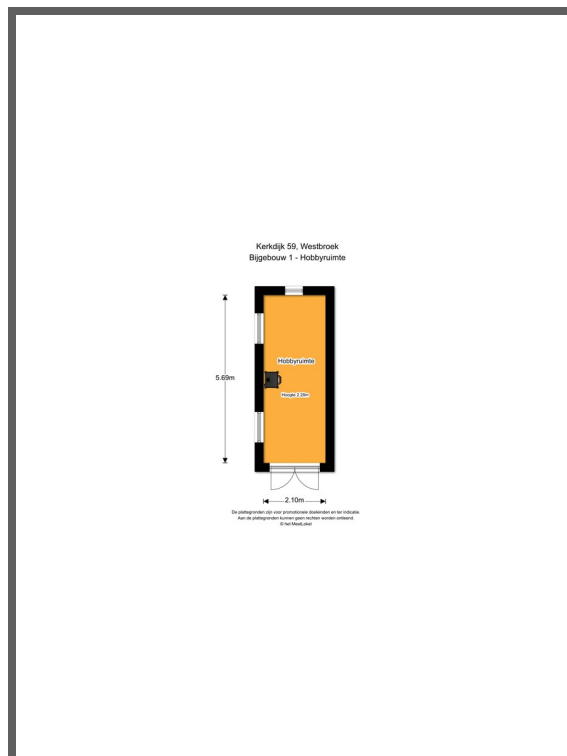 Kerkdijk 59, Westbroek
Bijgebouw 1 - Hobbyruimte
Hobbyruimte
5.69m
Hoogte 2.28m
2.10m
De plattegronden zijn voor promotionele doeleinden en ter indicatie.
Aan de plattegronden kunnen geen rechten worden ontleend.
© het MeetLoket